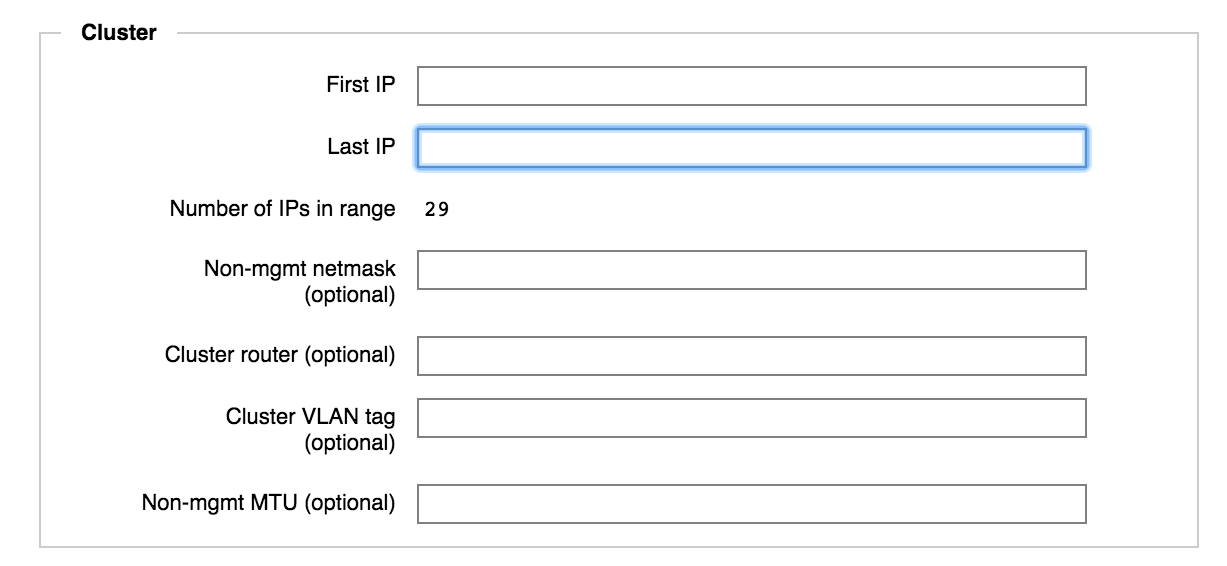 Cluster
First IP
Last IP
Number of IPs in range 29
Non-mgmt netmask
(optional)
Cluster router (optional)
Cluster VLAN tag
(optional)
Non-mgmt MTU (optional)